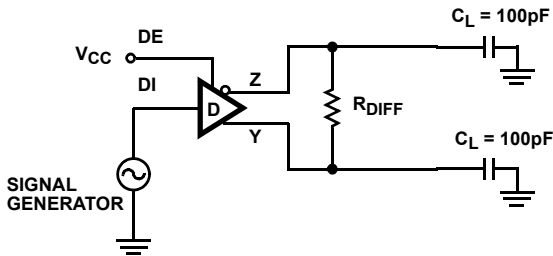 C_L = 100pF
DE
V_CC
DI
Z
D
R_DIFF
Y
C_L = 100pF
SIGNAL
GENERATOR